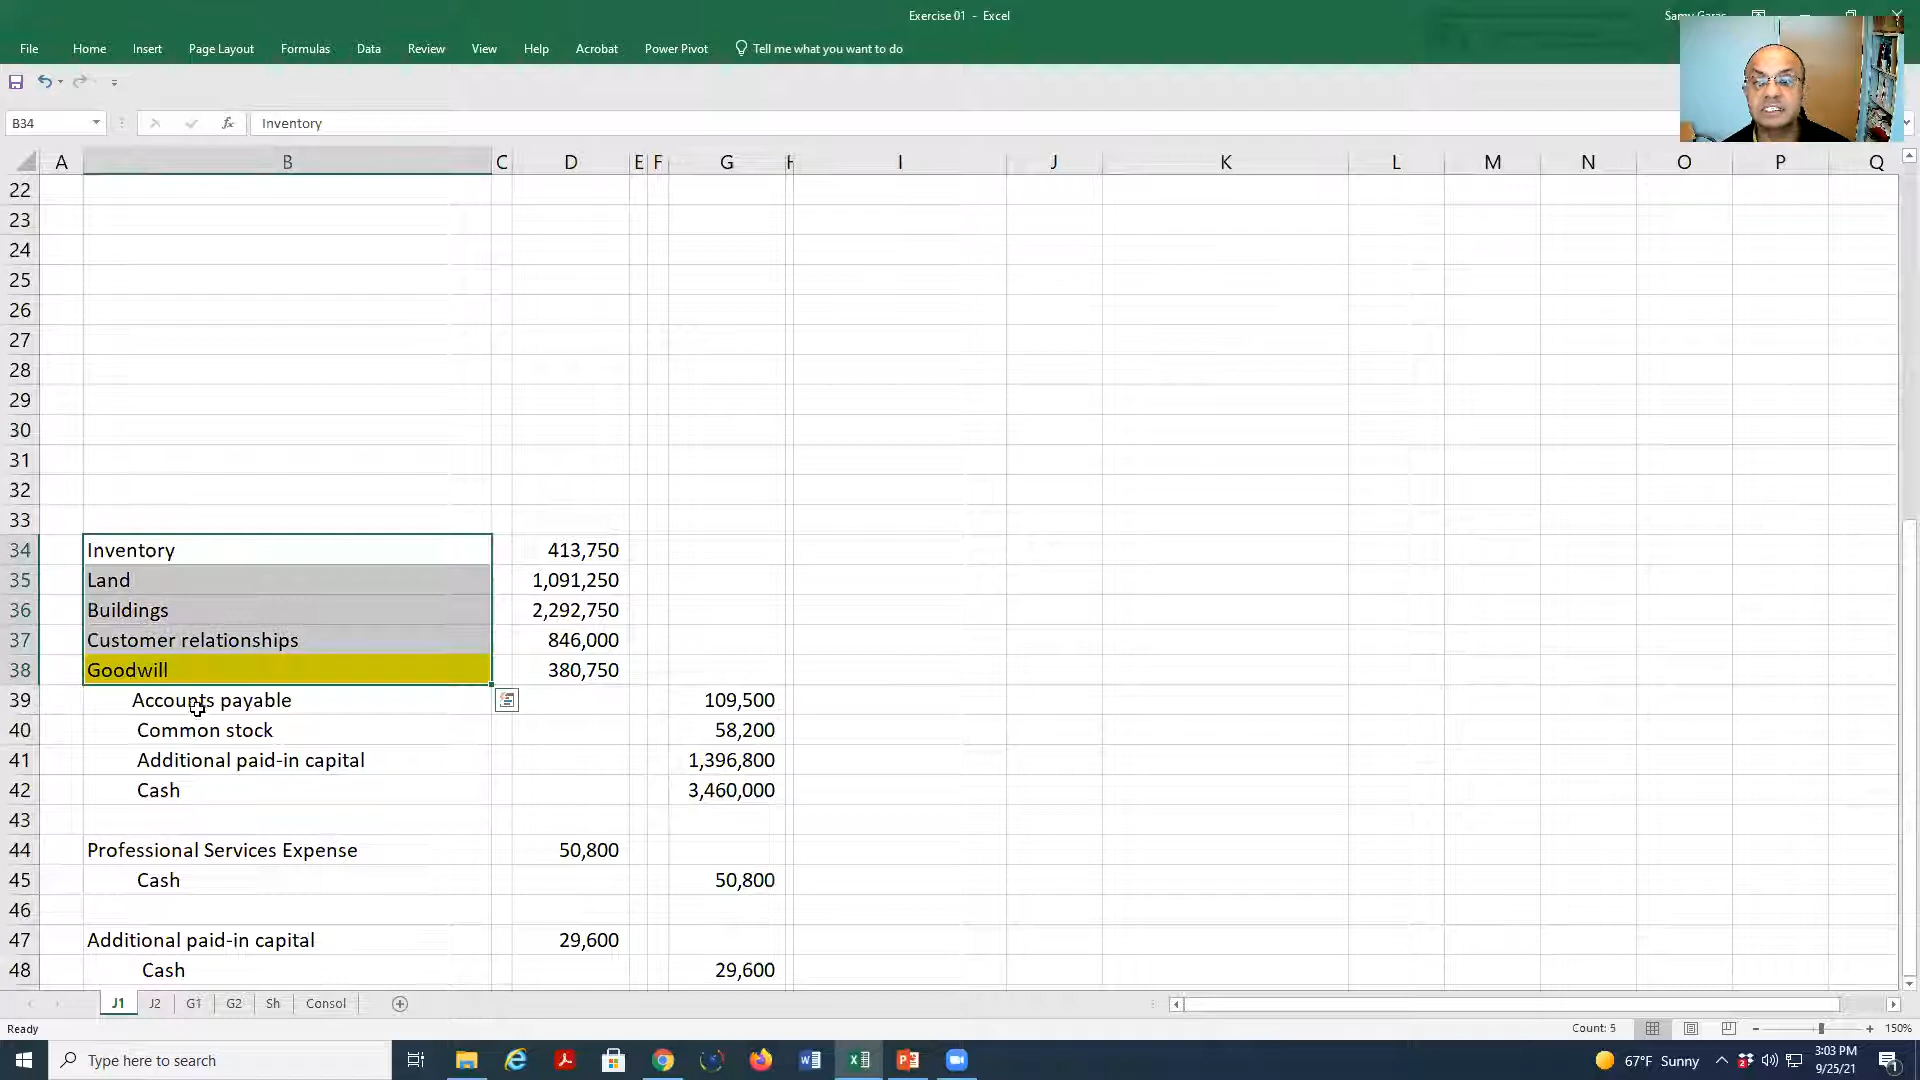 Exercise 01 - Excel
Samy Garas
File Home Insert Page Layout Formulas Data Review View Help Acrobat Power Pivot Tell me what you want to do
B34 fx Inventory
A B C D E F G H I J K L M N O P Q
22
23
24
25
26
27
28
29
30
31
32
33
34 Inventory 413,750
35 Land 1,091,250
36 Buildings 2,292,750
37 Customer relationships 846,000
38 Goodwill 380,750
39 Accounts payable 109,500
40 Common stock 58,200
41 Additional paid-in capital 1,396,800
42 Cash 3,460,000
43
44 Professional Services Expense 50,800
45 Cash 50,800
46
47 Additional paid-in capital 29,600
48 Cash 29,600
J1 J2 G1 G2 Sh Consol
Ready Count: 5 150%
Type here to search 67°F Sunny 3:03 PM
9/25/21 1